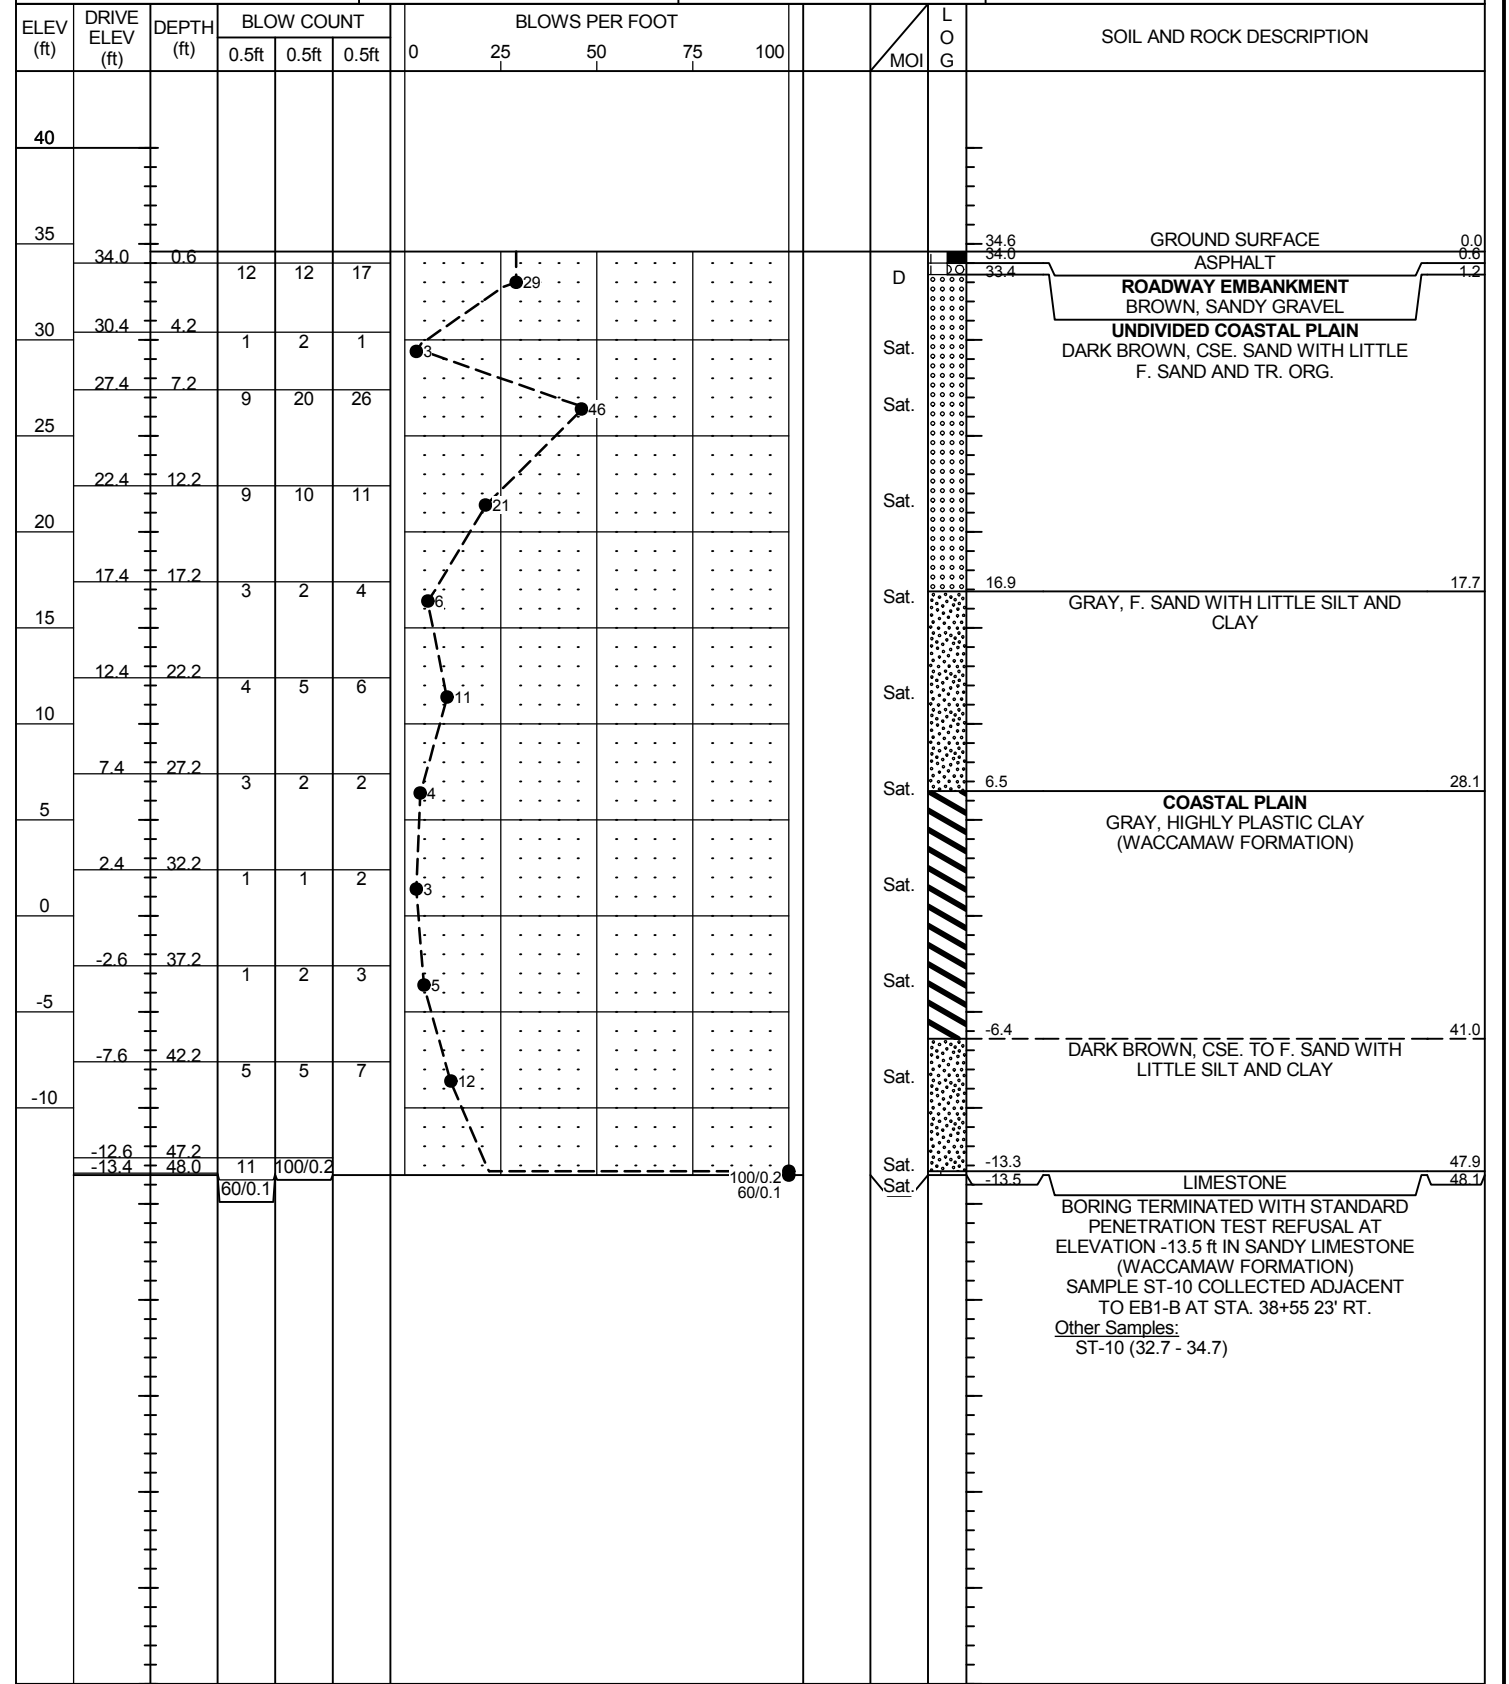 ELEV (ft) DRIVE ELEV (ft) DEPTH (ft) BLOW COUNT BLOWS PER FOOT MOI LOG SOIL AND ROCK DESCRIPTION
0.5ft 0.5ft 0.5ft 0 25 50 75 100
40
35
34.6 GROUND SURFACE 0.0
34.0 0.6 34.0 ASPHALT 0.6
12 12 17 29 D 33.4 1.2
ROADWAY EMBANKMENT
BROWN, SANDY GRAVEL
30 30.4 4.2 UNDIVIDED COASTAL PLAIN
1 2 1 3 Sat. DARK BROWN, CSE. SAND WITH LITTLE
F. SAND AND TR. ORG.
27.4 7.2
9 20 26 46 Sat.
25
22.4 12.2
9 10 11 21 Sat.
20
17.4 17.2
3 2 4 6 Sat. 16.9 17.7
GRAY, F. SAND WITH LITTLE SILT AND
15 CLAY
12.4 22.2
4 5 6 11 Sat.
10
7.4 27.2
3 2 2 4 Sat. 6.5 28.1
5 COASTAL PLAIN
GRAY, HIGHLY PLASTIC CLAY
(WACCAMAW FORMATION)
2.4 32.2
1 1 2 3 Sat.
0
-2.6 37.2
1 2 3 5 Sat.
-5
-6.4 41.0
-7.6 42.2 DARK BROWN, CSE. TO F. SAND WITH
5 5 7 12 Sat. LITTLE SILT AND CLAY
-10
-12.6 47.2
-13.4 48.0 11 100/0.2 100/0.2 Sat. -13.3 47.9
60/0.1 60/0.1 Sat. -13.5 LIMESTONE 48.1
BORING TERMINATED WITH STANDARD
PENETRATION TEST REFUSAL AT
ELEVATION -13.5 ft IN SANDY LIMESTONE
(WACCAMAW FORMATION)
SAMPLE ST-10 COLLECTED ADJACENT
TO EB1-B AT STA. 38+55 23' RT.
Other Samples:
ST-10 (32.7 - 34.7)